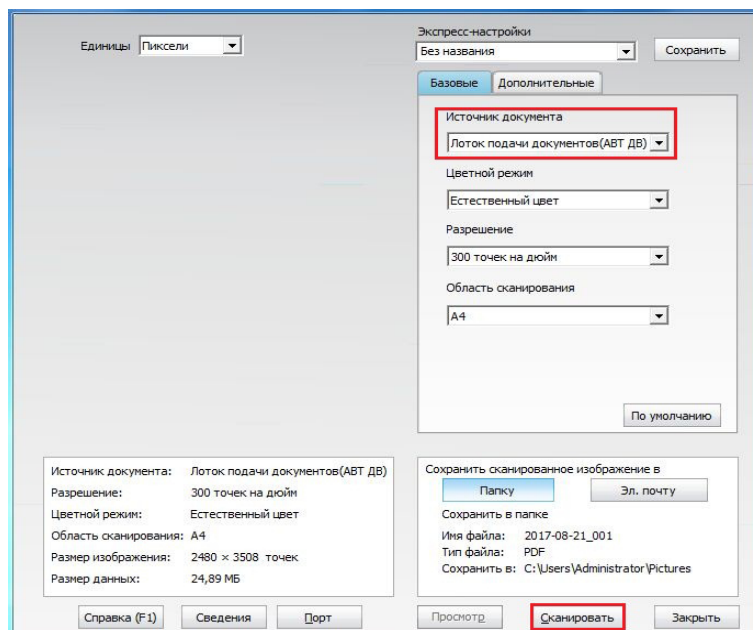 Единицы Пиксели
Экспресс-настройки
Без названия Сохранить
Базовые Дополнительные
Источник документа
Лоток подачи документов(АВТ ДВ)
Цветной режим
Естественный цвет
Разрешение
300 точек на дюйм
Область сканирования
A4
По умолчанию
Источник документа: Лоток подачи документов(АВТ ДВ)
Разрешение: 300 точек на дюйм
Цветной режим: Естественный цвет
Область сканирования: A4
Размер изображения: 2480 × 3508 точек
Размер данных: 24,89 МБ
Сохранить сканированное изображение в
Папку Эл. почту
Сохранить в папке
Имя файла: 2017-08-21_001
Тип файла: PDF
Сохранить в: C:\Users\Administrator\Pictures
Справка (F1) Сведения Порт Просмотр Сканировать Закрыть